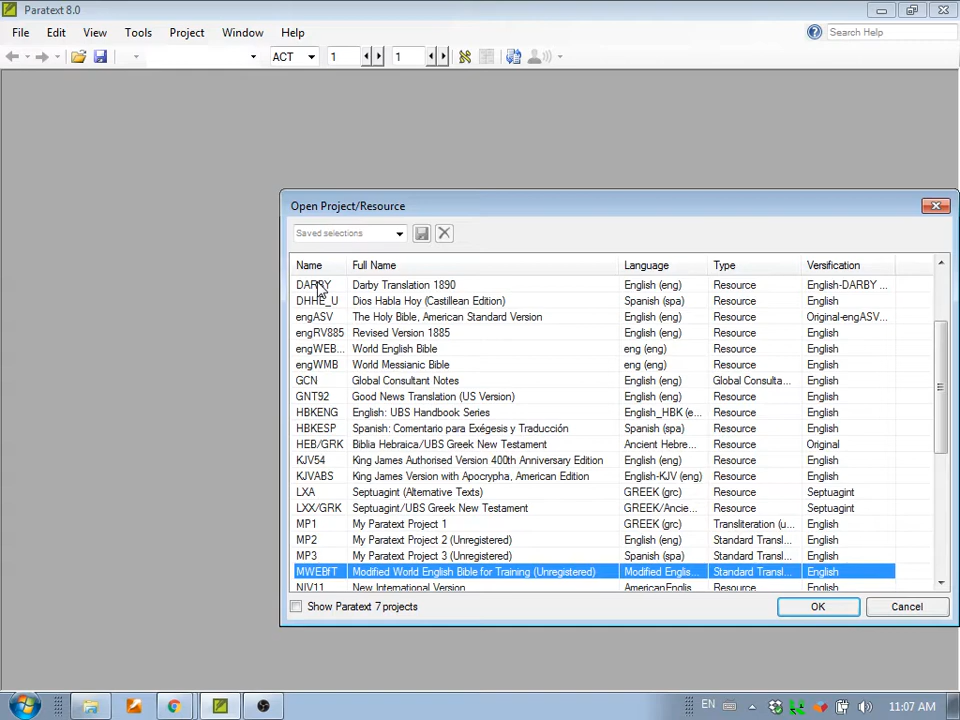 Paratext 8.0
File Edit View Tools Project Window Help Search Help
ACT 1 1
Open Project/Resource
Saved selections
Name Full Name Language Type Versification
DARBY Darby Translation 1890 English (eng) Resource English-DARBY ...
DHHE_U Dios Habla Hoy (Castillean Edition) Spanish (spa) Resource English
engASV The Holy Bible, American Standard Version English (eng) Resource Original-engASV...
engRV885 Revised Version 1885 English (eng) Resource English
engWEB... World English Bible eng (eng) Resource English
engWMB World Messianic Bible eng (eng) Resource English
GCN Global Consultant Notes English (eng) Global Consulta... English
GNT92 Good News Translation (US Version) English (eng) Resource English
HBKENG English: UBS Handbook Series English_HBK (e... Resource English
HBKESP Spanish: Comentario para Exégesis y Traducción Spanish (spa) Resource English
HEB/GRK Biblia Hebraica/UBS Greek New Testament Ancient Hebre... Resource Original
KJV54 King James Authorised Version 400th Anniversary Edition English (eng) Resource English
KJVABS King James Version with Apocrypha, American Edition English-KJV (eng) Resource English
LXA Septuagint (Alternative Texts) GREEK (grc) Resource Septuagint
LXX/GRK Septuagint/UBS Greek New Testament GREEK/Ancie... Resource Septuagint
MP1 My Paratext Project 1 GREEK (grc) Transliteration (u... English
MP2 My Paratext Project 2 (Unregistered) English (eng) Standard Transl... English
MP3 My Paratext Project 3 (Unregistered) Spanish (spa) Standard Transl... English
MWEBfT Modified World English Bible for Training (Unregistered) Modified Englis... Standard Transl... English
NIV11 New International Version AmericanEnglis... Resource English
Show Paratext 7 projects OK Cancel
EN 11:07 AM